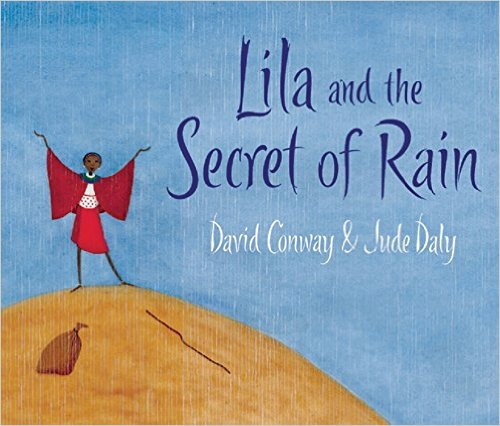 Lila and the
Secret of Rain
David Conway & Jude Daly